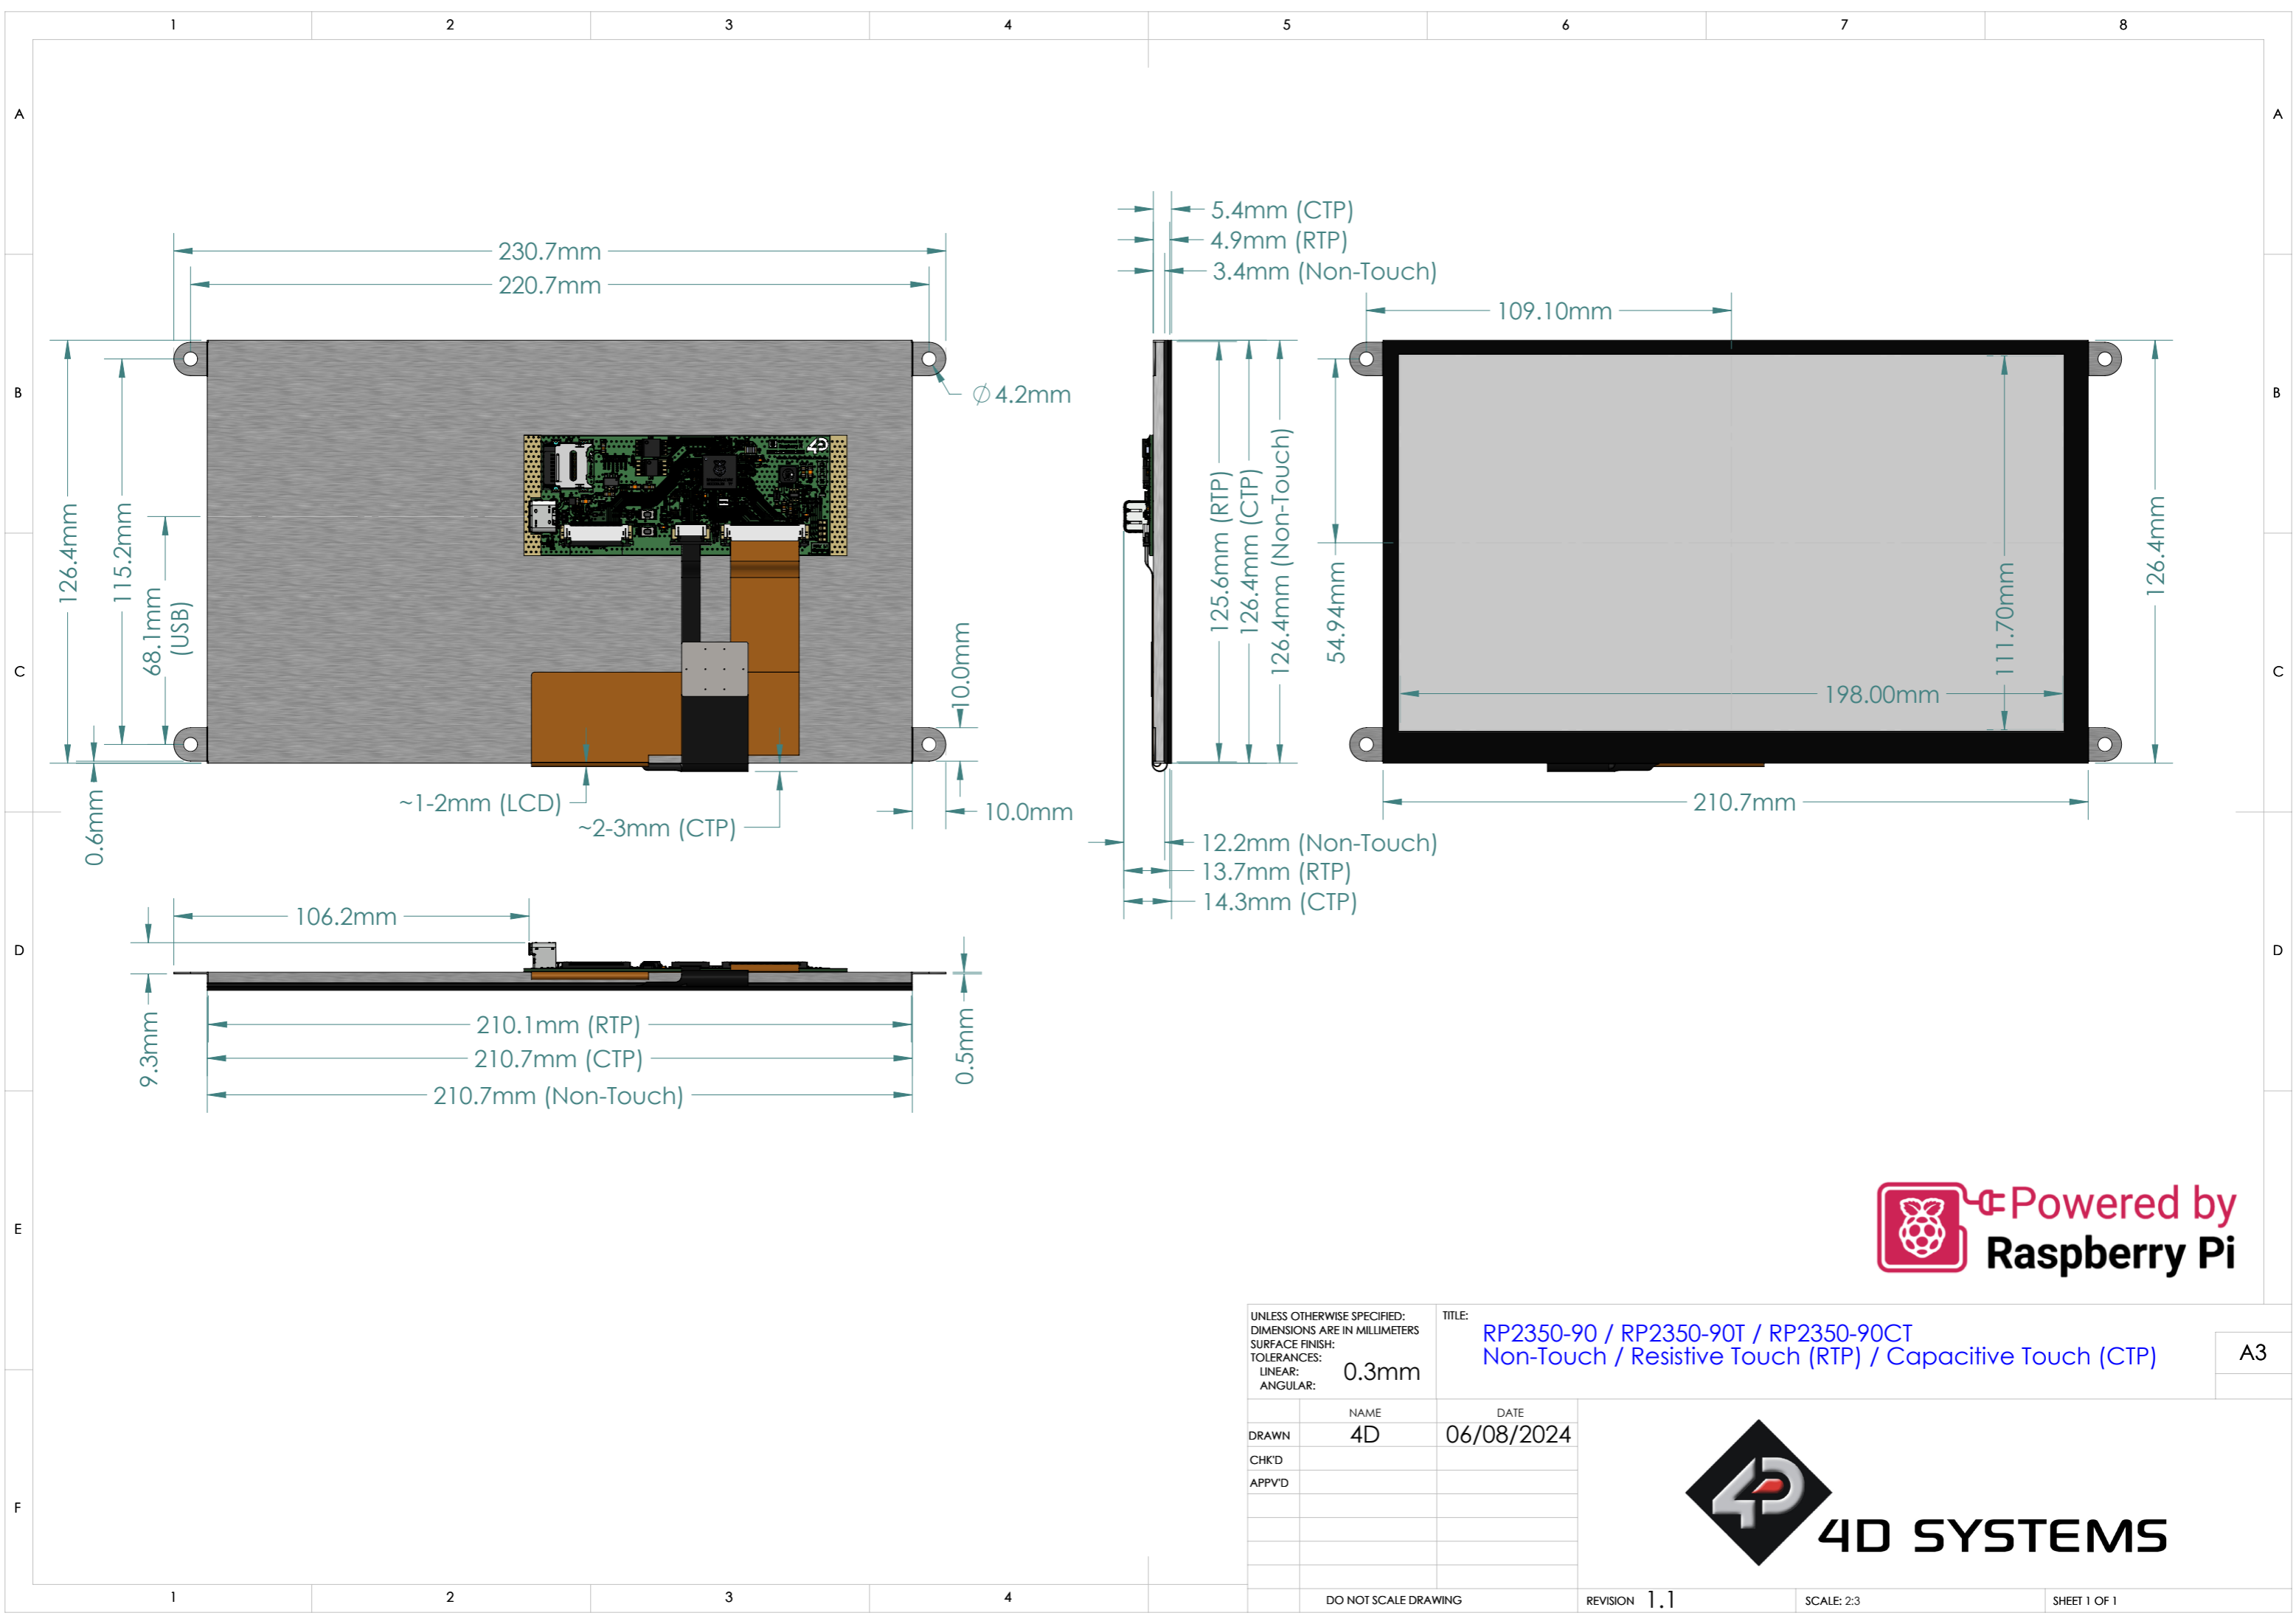 1 2 3 4 5 6 7 8
A A
230.7mm
220.7mm
5.4mm (CTP)
4.9mm (RTP)
3.4mm (Non-Touch)
109.10mm
B B
Ø4.2mm
4D
126.4mm
115.2mm
68.1mm
(USB)
125.6mm (RTP)
126.4mm (CTP)
126.4mm (Non-Touch)
54.94mm
111.70mm
198.00mm
126.4mm
C C
10.0mm
~1-2mm (LCD)
~2-3mm (CTP)
10.0mm
0.6mm
210.7mm
12.2mm (Non-Touch)
13.7mm (RTP)
14.3mm (CTP)
106.2mm
D D
9.3mm
210.1mm (RTP)
210.7mm (CTP)
210.7mm (Non-Touch)
0.5mm
E E
Powered by
Raspberry Pi
UNLESS OTHERWISE SPECIFIED:
DIMENSIONS ARE IN MILLIMETERS
SURFACE FINISH:
TOLERANCES:
LINEAR: 0.3mm
ANGULAR:
TITLE:
RP2350-90 / RP2350-90T / RP2350-90CT
Non-Touch / Resistive Touch (RTP) / Capacitive Touch (CTP)
A3
NAME DATE
DRAWN 4D 06/08/2024
CHK'D
APPV'D
F
4D SYSTEMS
DO NOT SCALE DRAWING
REVISION 1.1
SCALE: 2:3
SHEET 1 OF 1
1 2 3 4